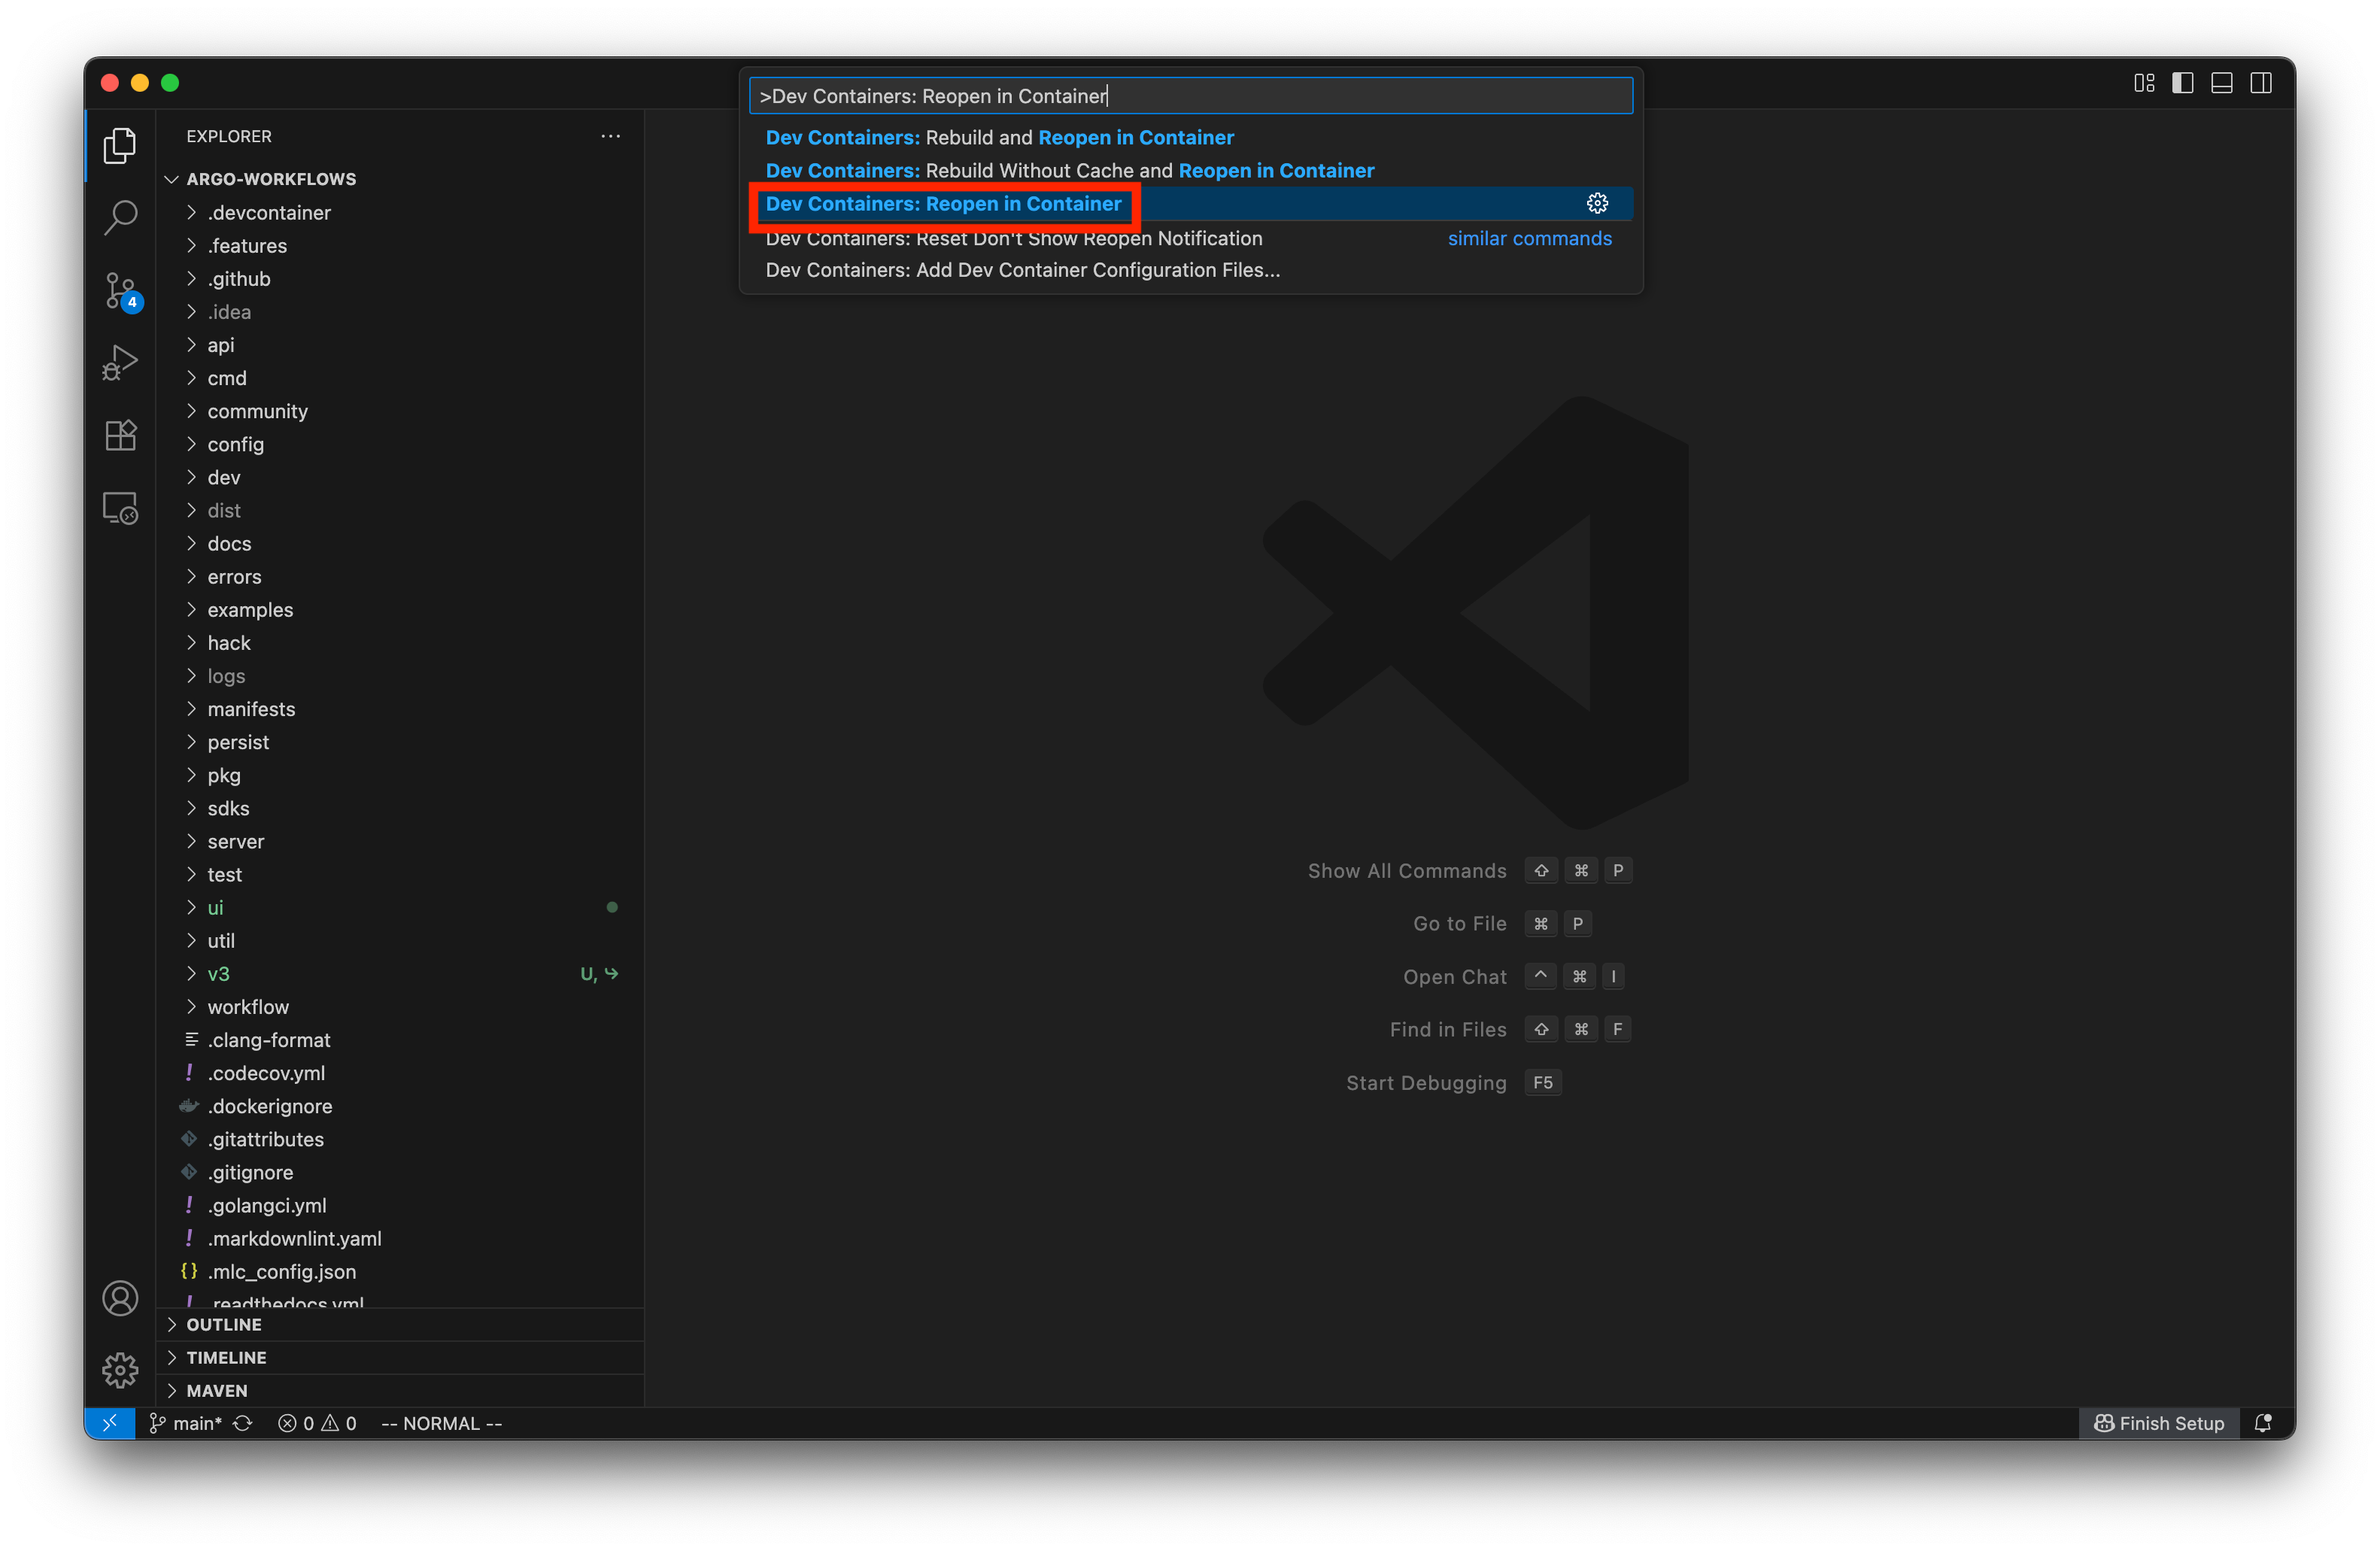 >Dev Containers: Reopen in Container
Dev Containers: Rebuild and Reopen in Container
Dev Containers: Rebuild Without Cache and Reopen in Container
Dev Containers: Reopen in Container
Dev Containers: Reset Don't Show Reopen Notification similar commands
Dev Containers: Add Dev Container Configuration Files...
EXPLORER
ARGO-WORKFLOWS
.devcontainer
.features
.github
.idea
4
api
cmd
community
config
dev
dist
docs
errors
examples
hack
logs
manifests
persist
pkg
sdks
server
test
ui
util
v3 U,
workflow
.clang-format
.codecov.yml
.dockerignore
.gitattributes
.gitignore
.golangci.yml
.markdownlint.yaml
.mlc_config.json
.readthedocs.yml
OUTLINE
TIMELINE
MAVEN
Show All Commands ⇧ ⌘ P
Go to File ⌘ P
Open Chat ^ ⌘ I
Find in Files ⇧ ⌘ F
Start Debugging F5
main* 0 0 -- NORMAL -- Finish Setup